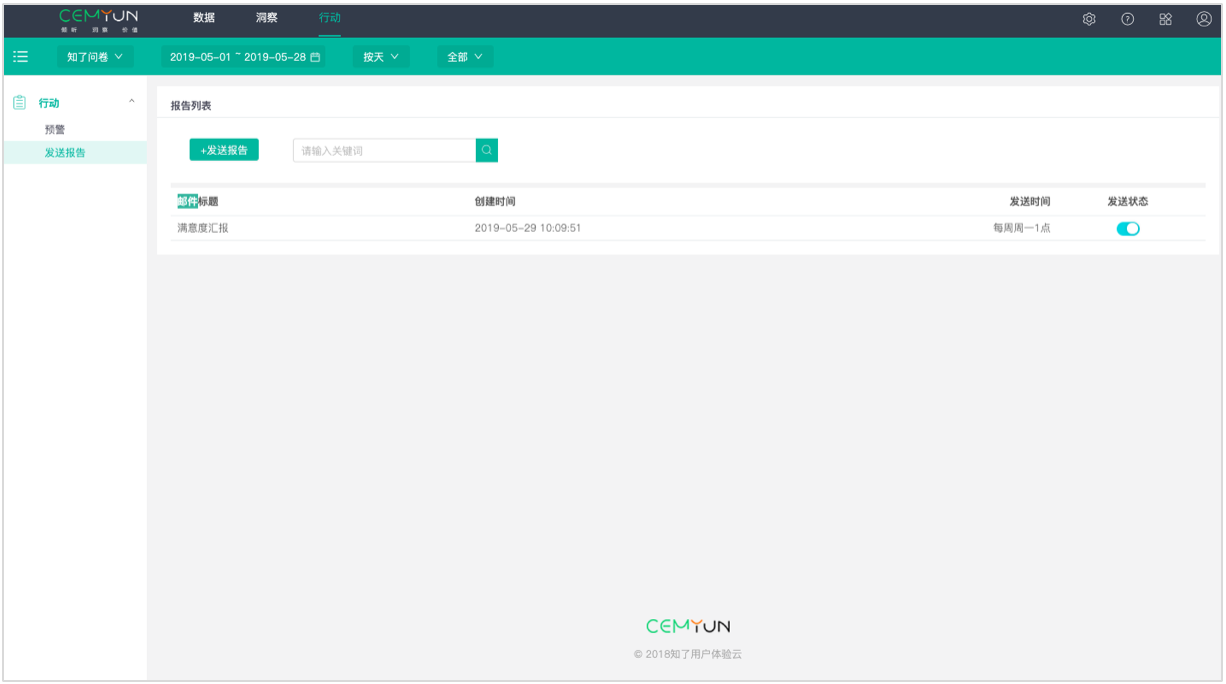 CEMYUN
倾听 洞察 价值
数据 洞察 行动
知了问卷 2019-05-01 ~ 2019-05-28 按天 全部
行动
预警
发送报告
报告列表
+发送报告 请输入关键词
邮件标题 创建时间 发送时间 发送状态
满意度汇报 2019-05-29 10:09:51 每周周一1点
CEMYUN
© 2018知了用户体验云